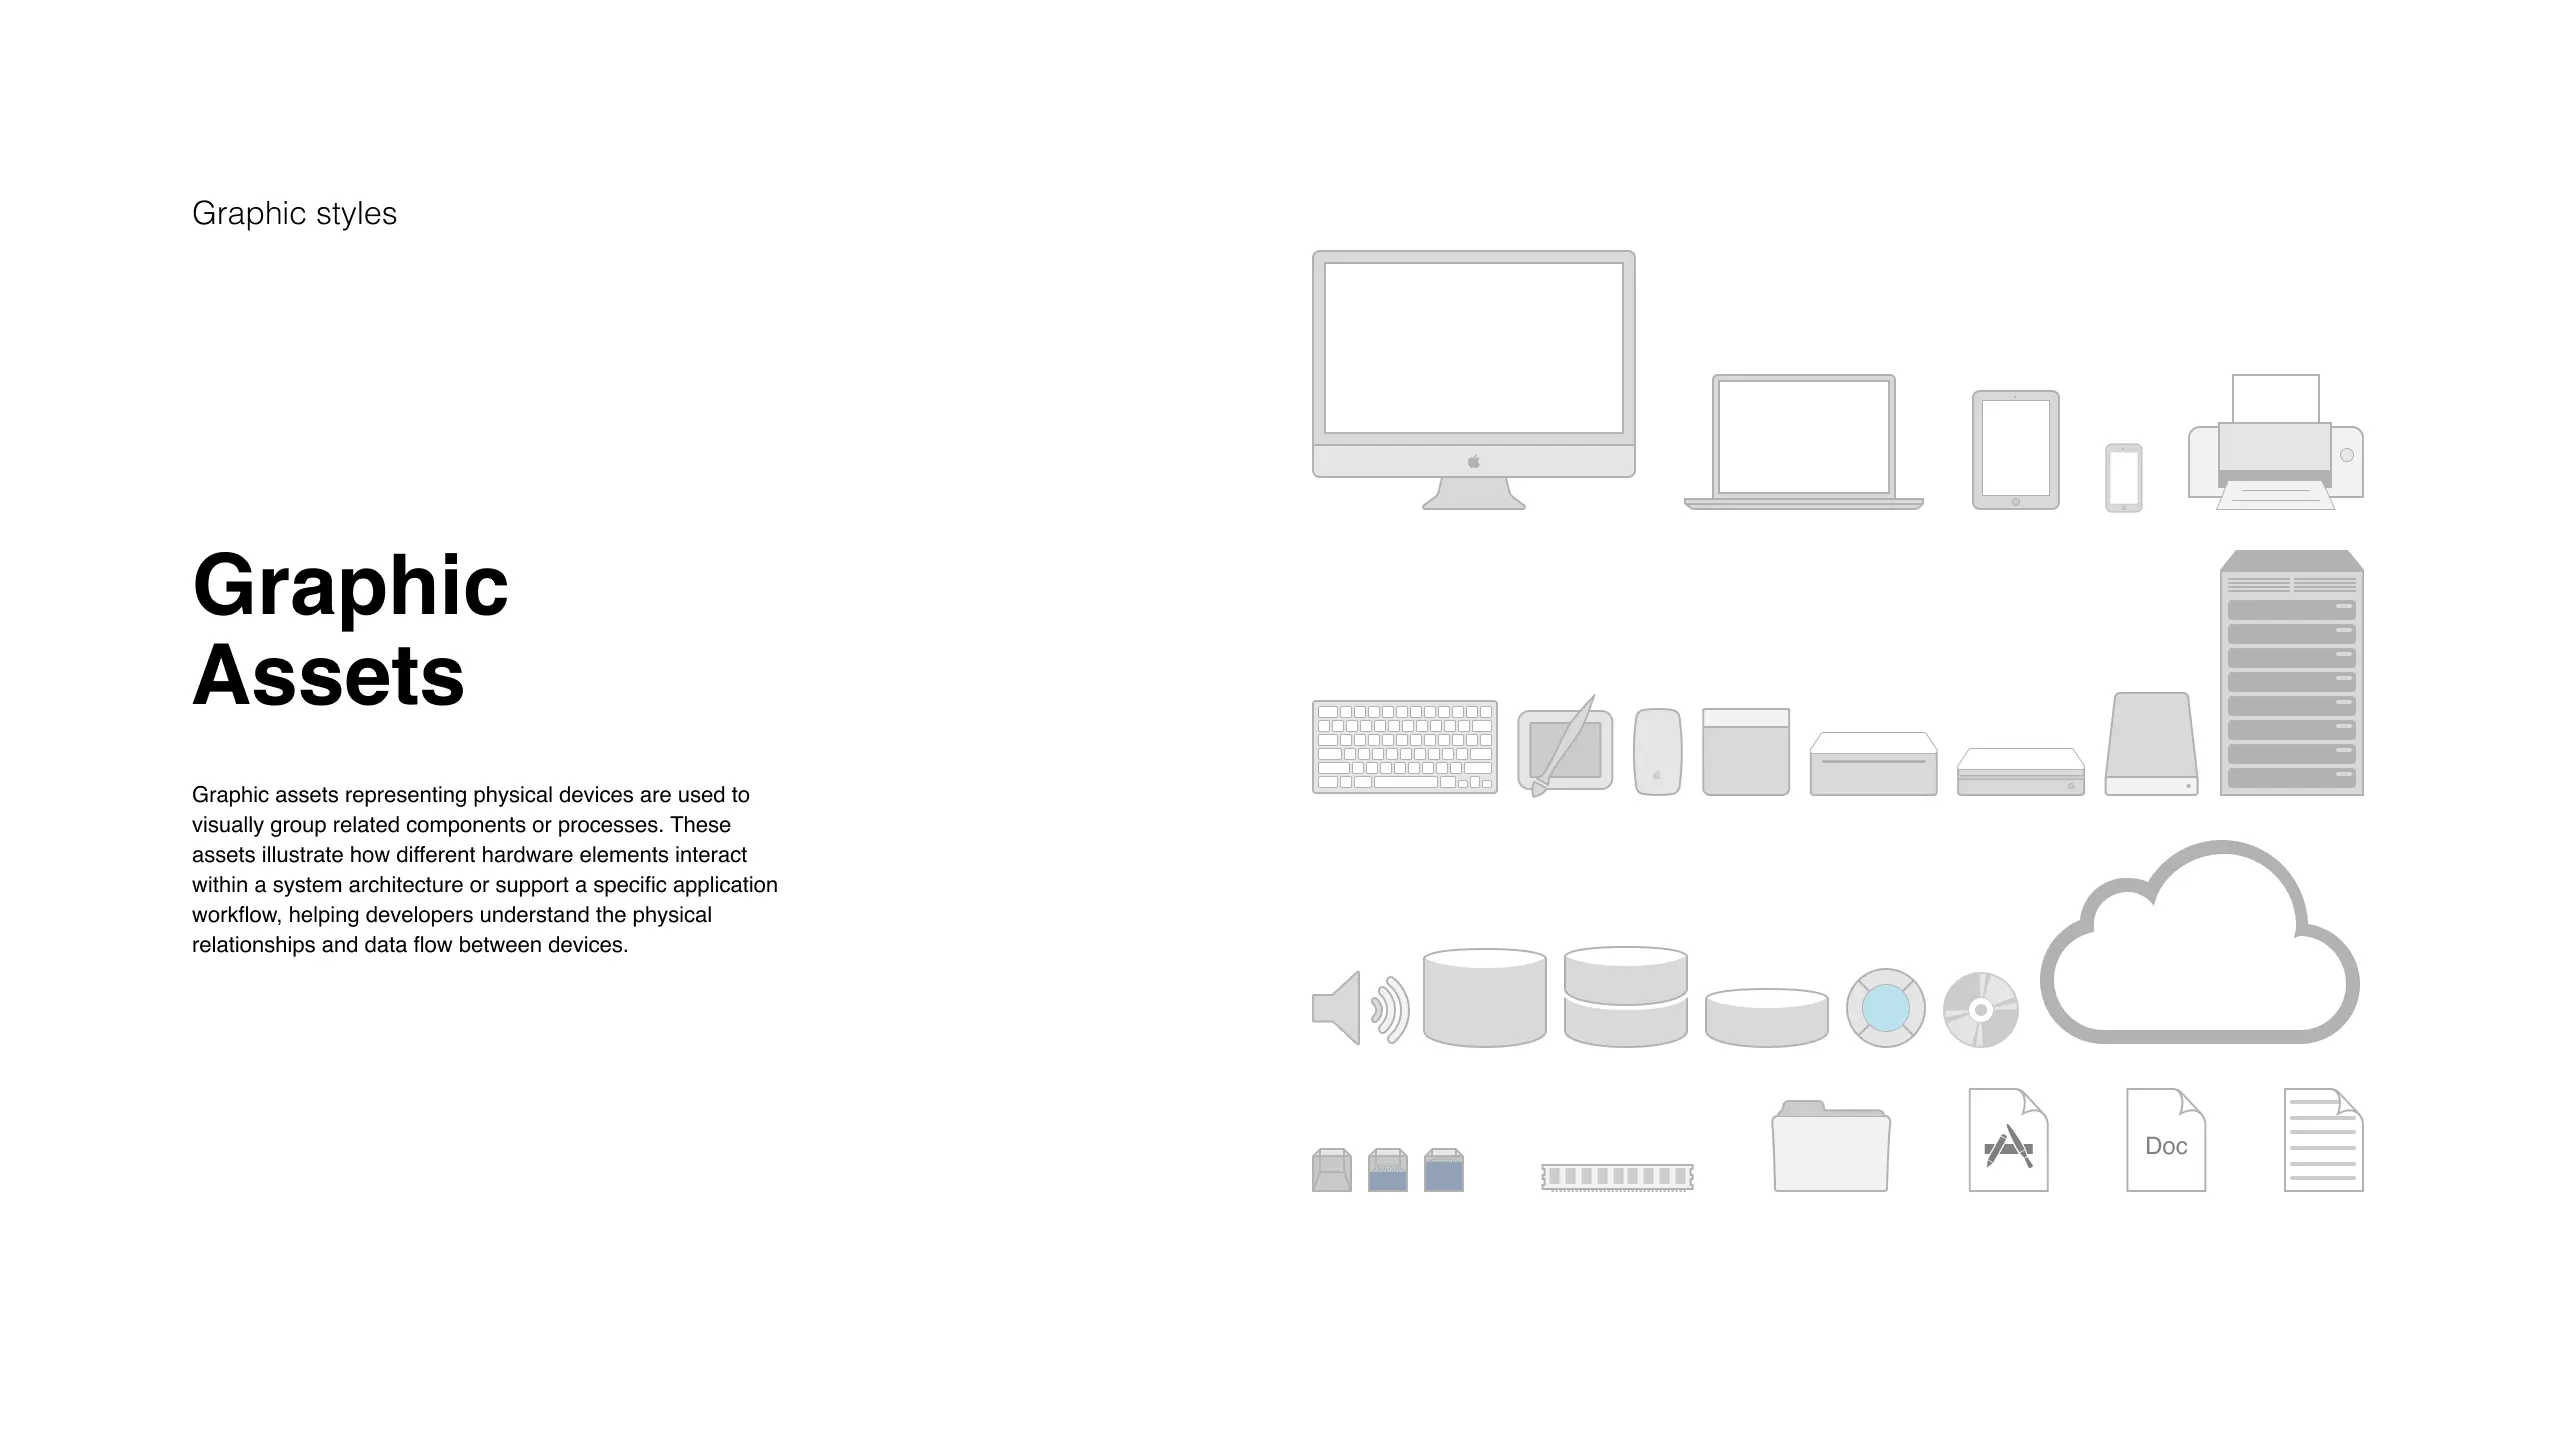 Graphic styles
Graphic
Assets
Graphic assets representing physical devices are used to
visually group related components or processes. These
assets illustrate how different hardware elements interact
within a system architecture or support a specific application
workflow, helping developers understand the physical
relationships and data flow between devices.
Doc